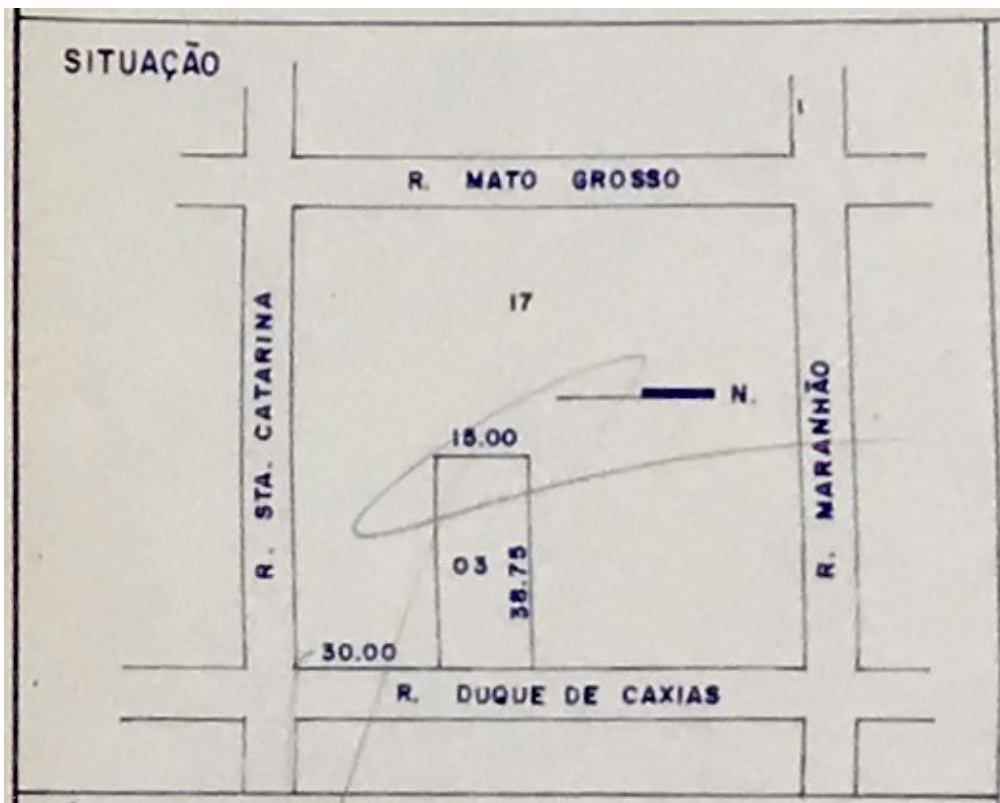 SITUAÇÃO
R. MATO GROSSO
17
R. STA. CATARINA
N.
15.00
R. MARANHÃO
03
38.75
30.00
R. DUQUE DE CAXIAS